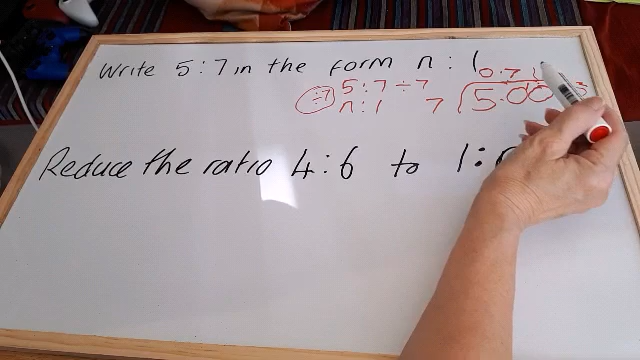 Write 5:7 in the form n : 1
0.71
÷7 5 : 7 ÷ 7
n : 1 7 5.00
Reduce the ratio 4:6 to 1: